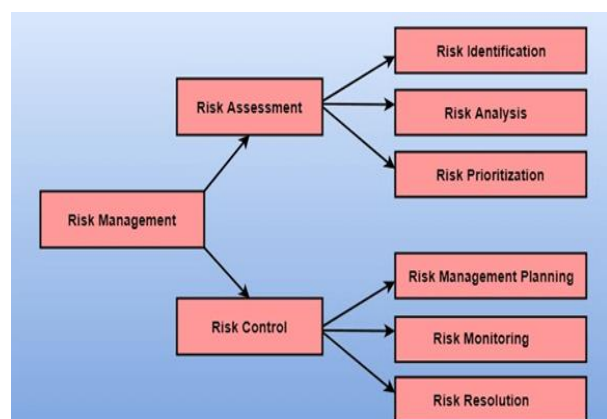 Risk Management
Risk Assessment
Risk Identification
Risk Analysis
Risk Prioritization
Risk Control
Risk Management Planning
Risk Monitoring
Risk Resolution